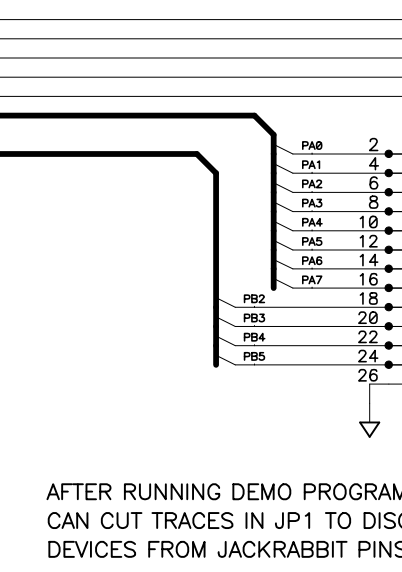 PA0 2
PA1 4
PA2 6
PA3 8
PA4 10
PA5 12
PA6 14
PA7 16
PB2 18
PB3 20
PB4 22
PB5 24
26
AFTER RUNNING DEMO PROGRAM
CAN CUT TRACES IN JP1 TO DISC
DEVICES FROM JACKRABBIT PINS